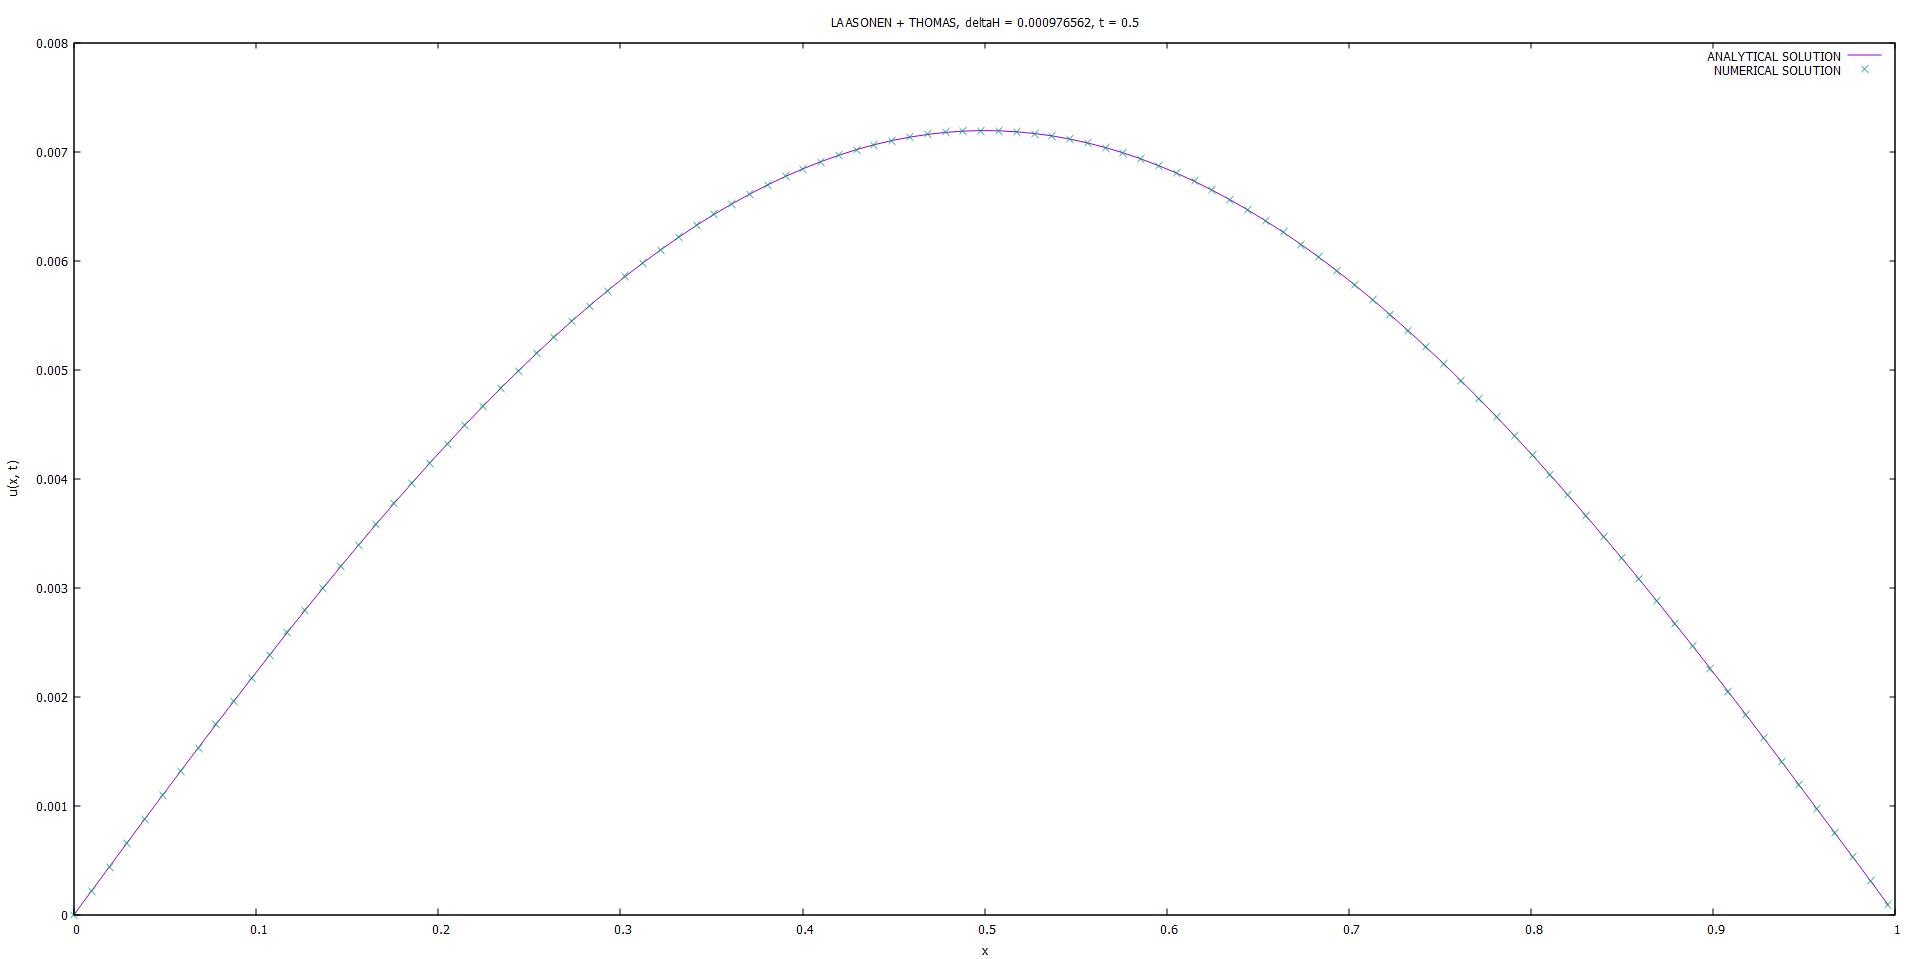 LAASONEN + THOMAS, deltaH = 0.000976562, t = 0.5
0.008
ANALYTICAL SOLUTION
NUMERICAL SOLUTION
0.007
0.006
0.005
0.004
u(x, t)
0.003
0.002
0.001
0
0 0.1 0.2 0.3 0.4 0.5 0.6 0.7 0.8 0.9 1
x